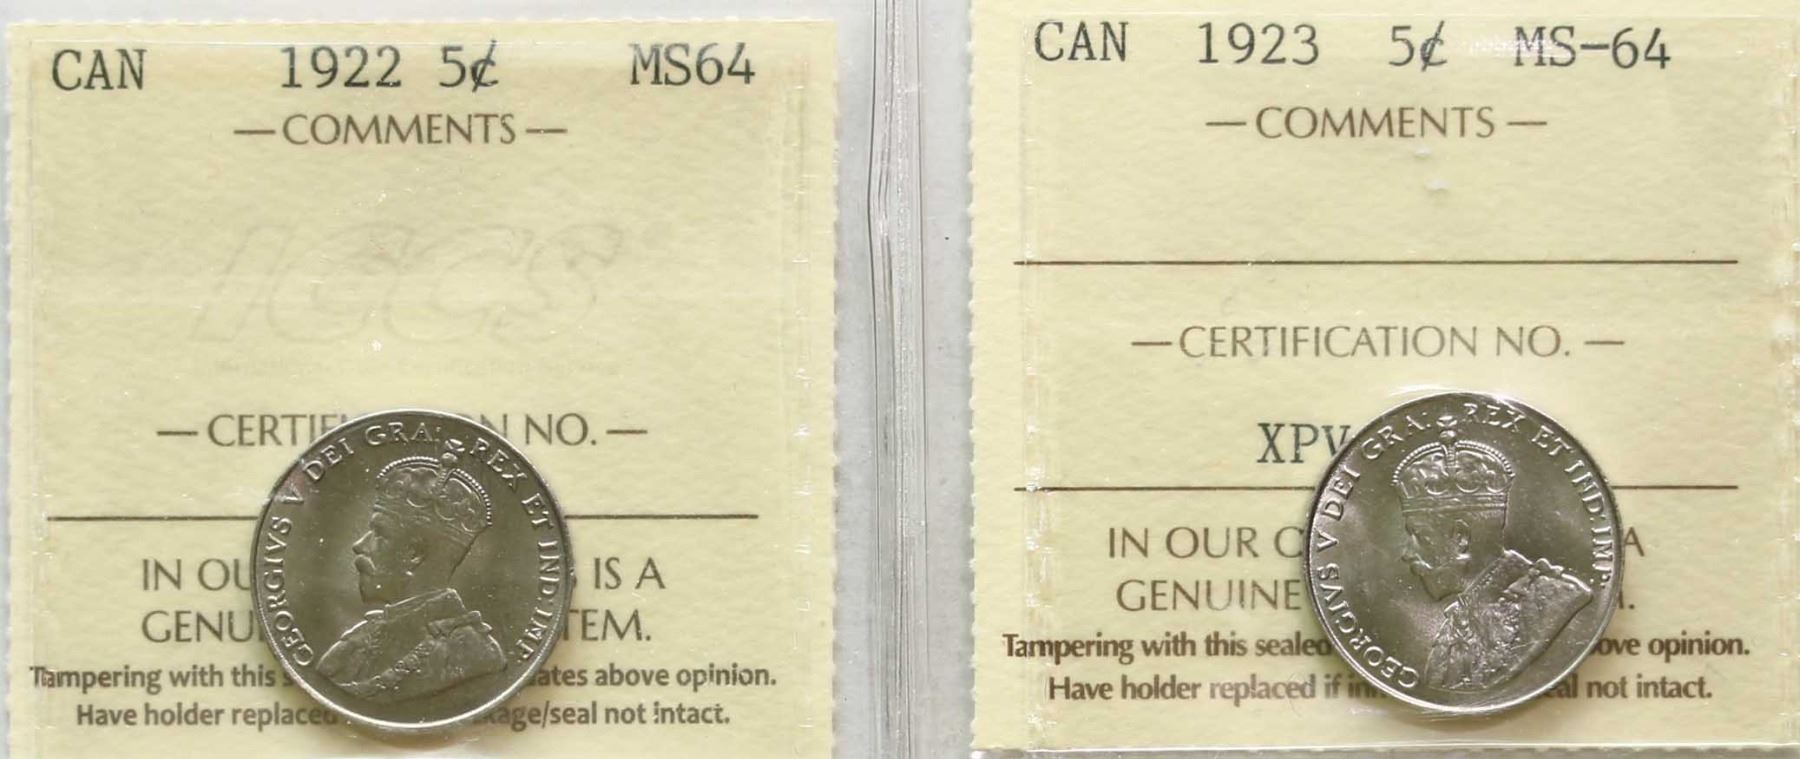 CAN 1922 5¢ MS64
— COMMENTS —
ICCS
— CERTIF N NO. —
IN OU IS A
GENU TEM.
Tampering with this s ates above opinion.
Have holder replaced kage/seal not intact.
GEORGIVS V DEI GRA: REX ET IND: IMP:
CAN 1923 5¢ MS-64
— COMMENTS —
— CERTIFICATION NO. —
XPV
IN OUR C A
GENUINE .
Tampering with this sealed ove opinion.
Have holder replaced if in al not intact.
GEORGIVS V DEI GRA: REX ET IND: IMP: